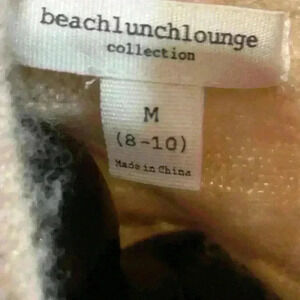 beachlunchlounge
collection
M
(8-10)
Made in China